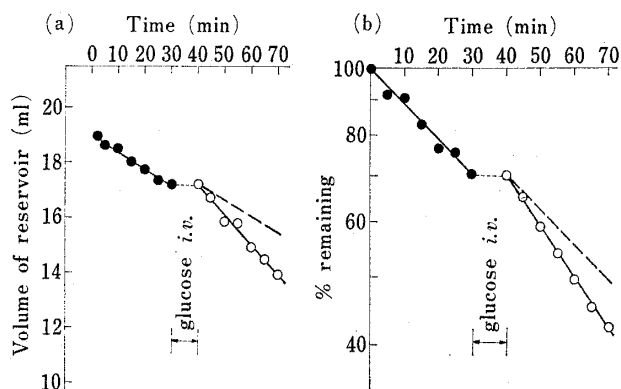 (a)
Time (min)
0 10 20 30 40 50 60 70
Volume of reservoir (ml)
20
18
16
14
12
10
glucose i.v.
(b)
Time (min)
10 20 30 40 50 60 70
% remaining
100
80
60
40
glucose i.v.